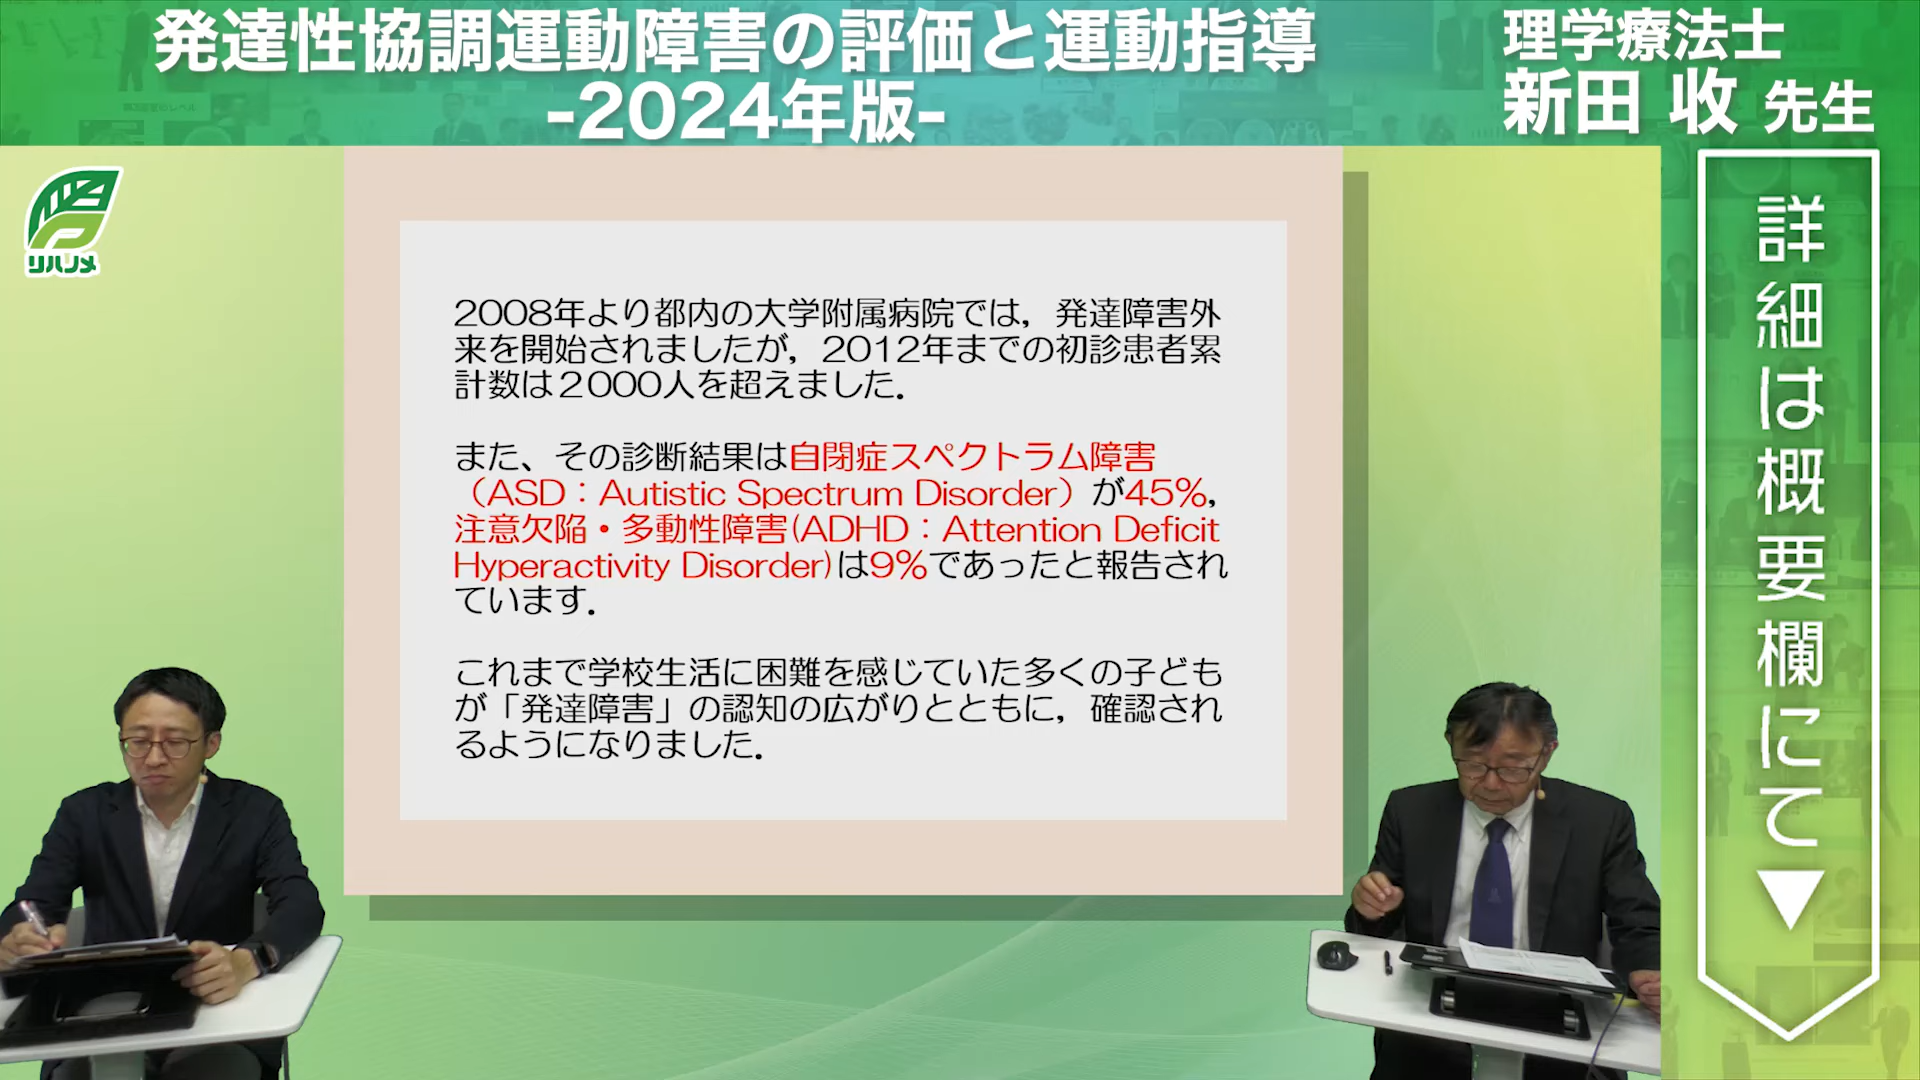 発達性協調運動障害の評価と運動指導
-2024年版-
理学療法士
新田 收 先生
リハノメ
2008年より都内の大学附属病院では，発達障害外
来を開始されましたが，2012年までの初診患者累
計数は２000人を超えました．
また、その診断結果は自閉症スペクトラム障害
（ASD：Autistic Spectrum Disorder）が45%，
注意欠陥・多動性障害(ADHD：Attention Deficit
Hyperactivity Disorder)は9%であったと報告され
ています．
これまで学校生活に困難を感じていた多くの子ども
が「発達障害」の認知の広がりとともに，確認され
るようになりました．
詳細は概要欄にて▼